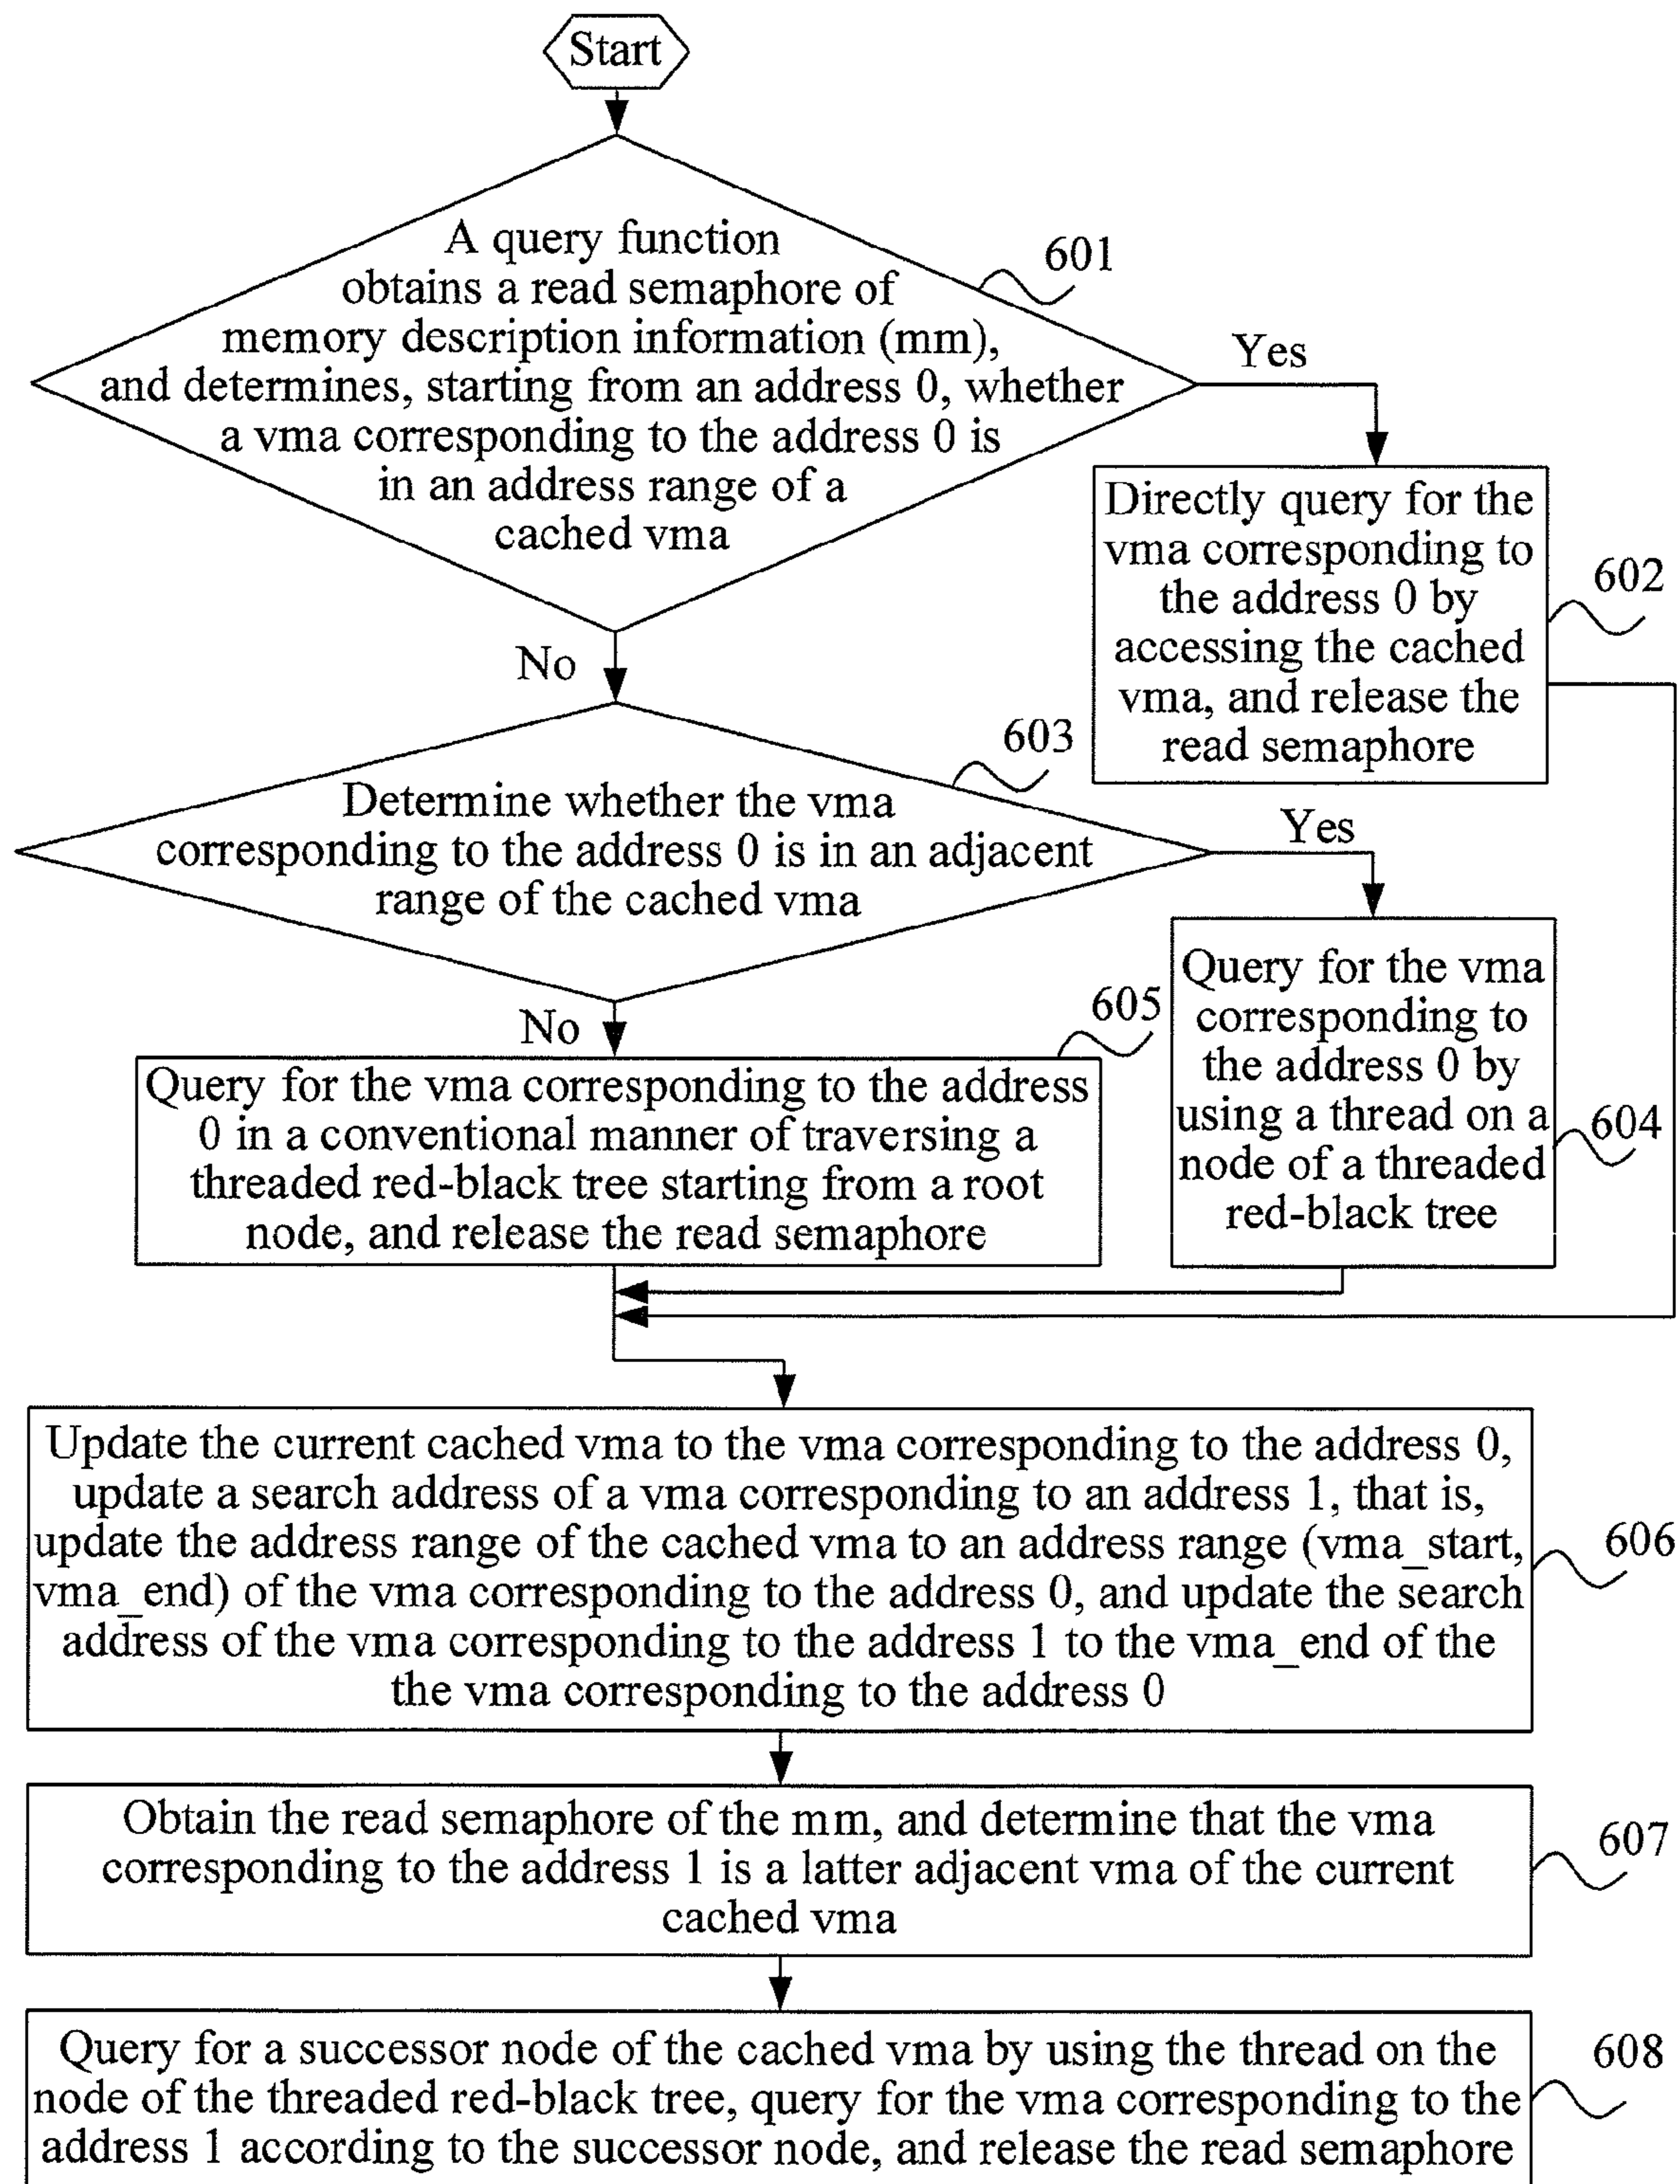 Start
A query function
obtains a read semaphore of
memory description information (mm),
and determines, starting from an address 0, whether
a vma corresponding to the address 0 is
in an address range of a
cached vma
601
Yes
No
Directly query for the
vma corresponding to
the address 0 by
accessing the cached
vma, and release the
read semaphore
602
Determine whether the vma
corresponding to the address 0 is in an adjacent
range of the cached vma
603
Yes
No
Query for the vma
corresponding to
the address 0 by
using a thread on a
node of a threaded
red-black tree
604
Query for the vma corresponding to the address
0 in a conventional manner of traversing a
threaded red-black tree starting from a root
node, and release the read semaphore
605
Update the current cached vma to the vma corresponding to the address 0,
update a search address of a vma corresponding to an address 1, that is,
update the address range of the cached vma to an address range (vma_start,
vma_end) of the vma corresponding to the address 0, and update the search
address of the vma corresponding to the address 1 to the vma_end of the
the vma corresponding to the address 0
606
Obtain the read semaphore of the mm, and determine that the vma
corresponding to the address 1 is a latter adjacent vma of the current
cached vma
607
Query for a successor node of the cached vma by using the thread on the
node of the threaded red-black tree, query for the vma corresponding to the
address 1 according to the successor node, and release the read semaphore
608